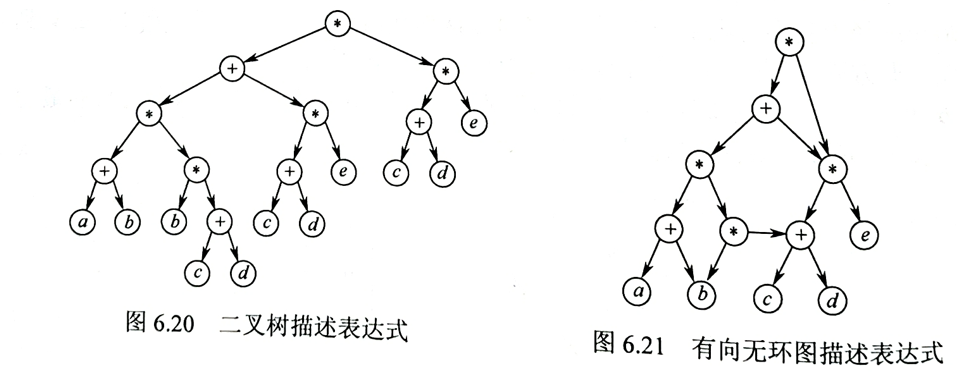 *
+ *
* * + e
+ * + e c d
a b b + c d
c d
图 6.20 二叉树描述表达式
*
+
* *
+ * + e
a b c d
图 6.21 有向无环图描述表达式